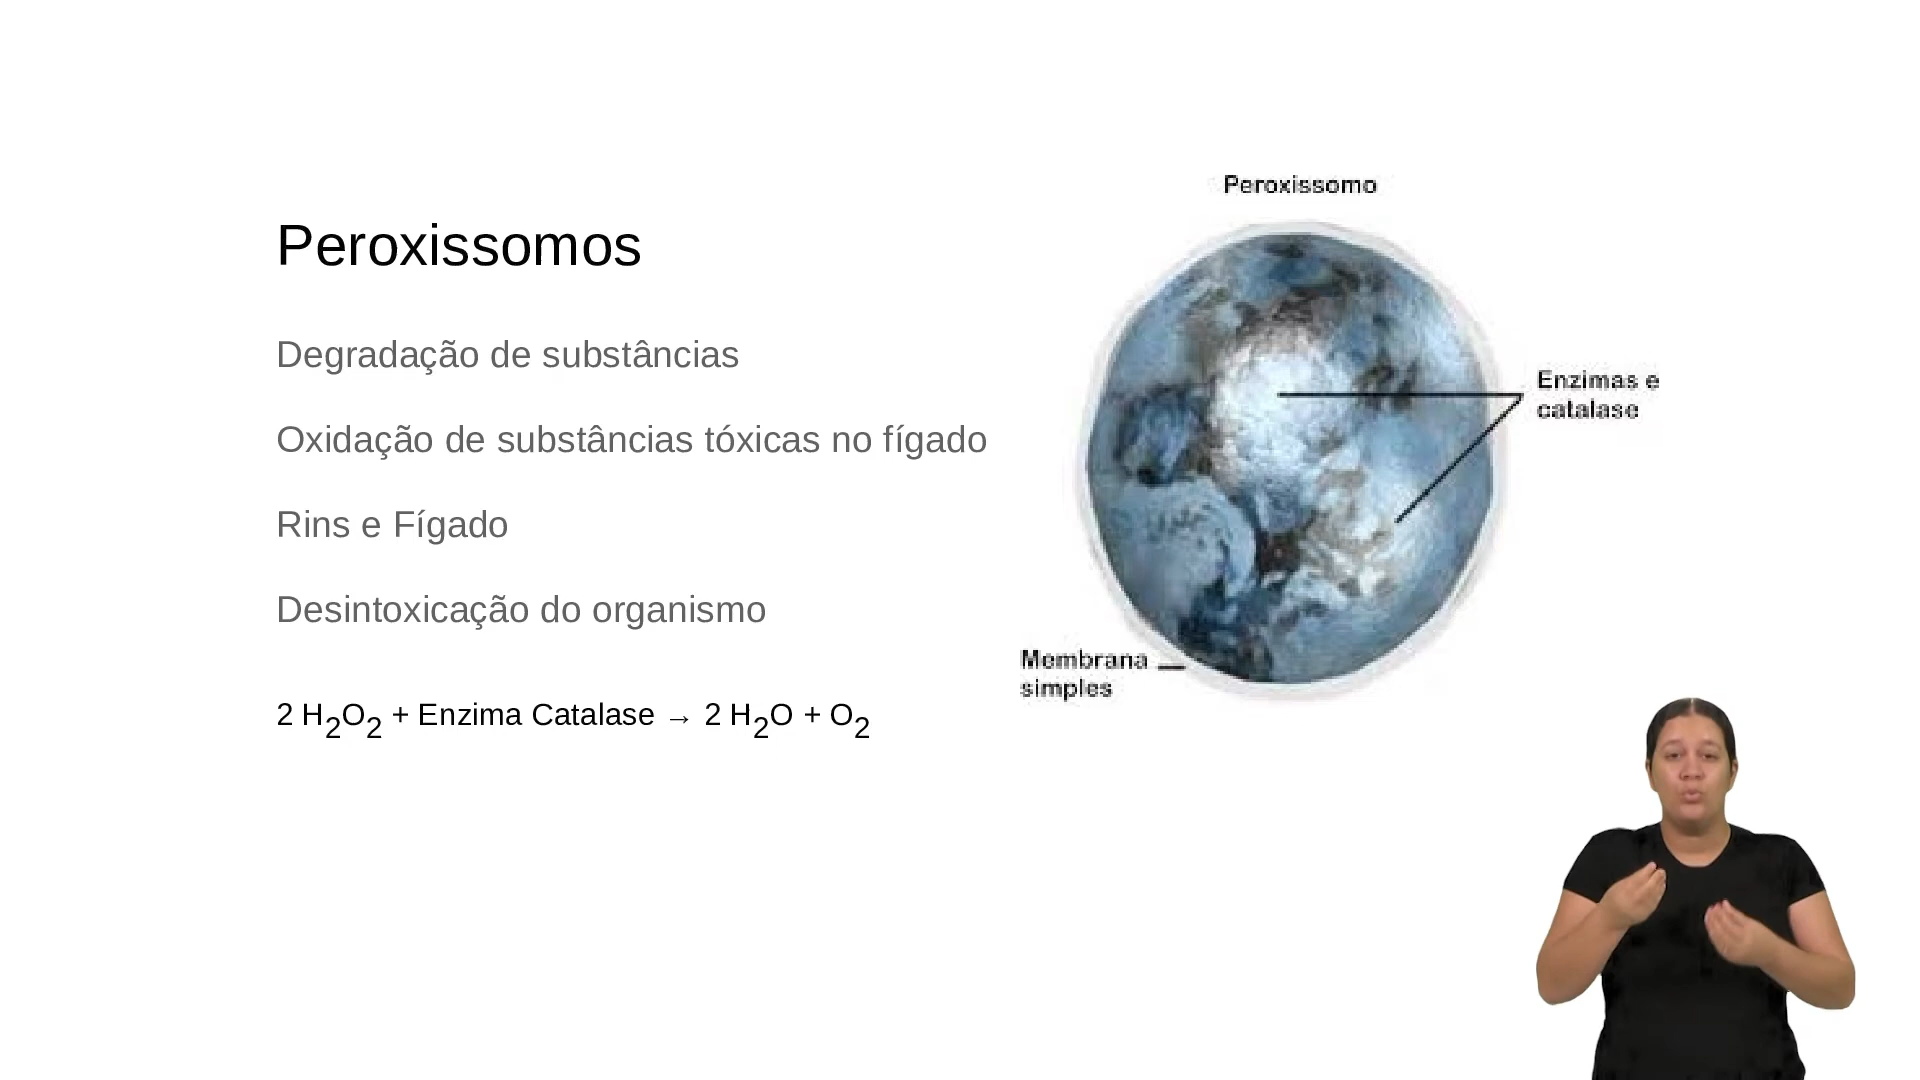 Peroxissomos
Degradação de substâncias
Oxidação de substâncias tóxicas no fígado
Rins e Fígado
Desintoxicação do organismo
2 H₂O₂ + Enzima Catalase → 2 H₂O + O₂
Peroxissomo
Enzimas e
catalase
Membrana
simples